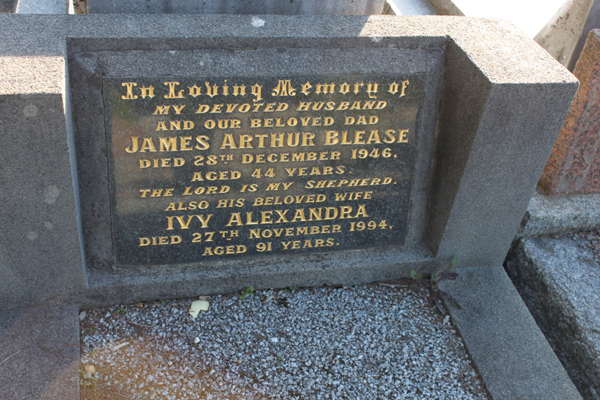 In Loving Memory of
MY DEVOTED HUSBAND
AND OUR BELOVED DAD
JAMES ARTHUR BLEASE
DIED 28TH DECEMBER 1946.
AGED 44 YEARS.
THE LORD IS MY SHEPHERD.
ALSO HIS BELOVED WIFE
IVY ALEXANDRA
DIED 27TH NOVEMBER 1994.
AGED 91 YEARS.